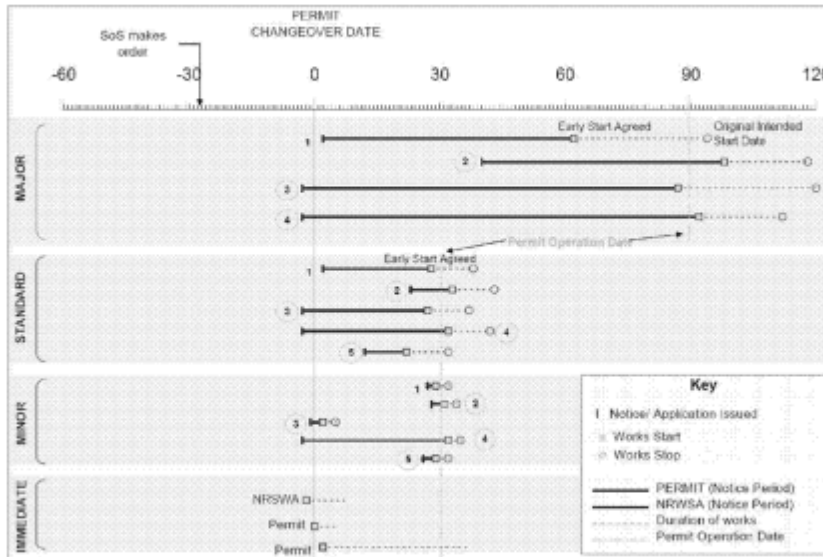 PERMIT
CHANGEOVER DATE
SoS makes
order
-60 -30 0 30 60 90 120
MAJOR
1 Early Start Agreed Original Intended
Start Date
2
3
4
Permit Operation Date
STANDARD
Early Start Agreed
1
2
3
4
5
MINOR
1
2
3
4
5
IMMEDIATE
NRSWA
Permit
Permit
Key
Notice/ Application Issued
Works Start
Works Stop
PERMIT (Notice Period)
NRWSA (Notice Period)
Duration of works
Permit Operation Date